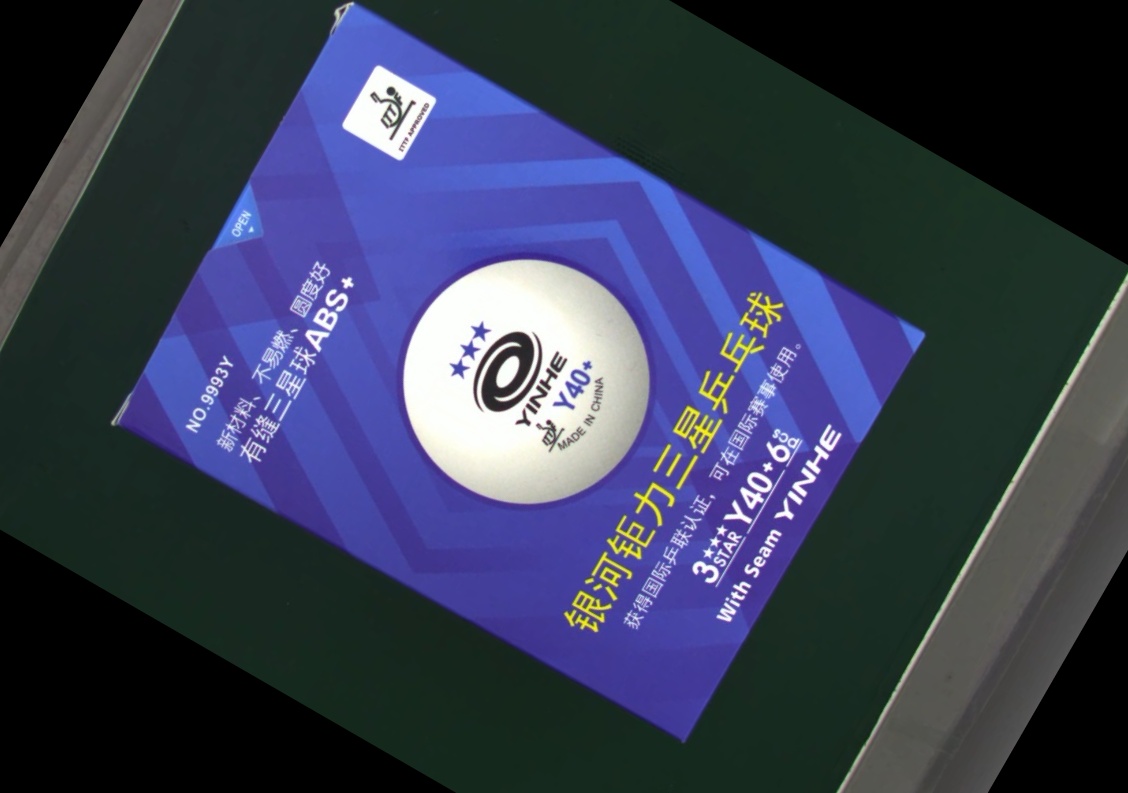 ITTF APPROVED
OPEN
NO.9993Y
新材料、不易燃、圆度好
有缝三星球ABS+
★★★
YINHE
Y40+
MADE IN CHINA
银河钜力三星乒乓球
获得国际乒联认证，可在国际赛事使用。
3★★★STAR Y40+
With Seam YINHE